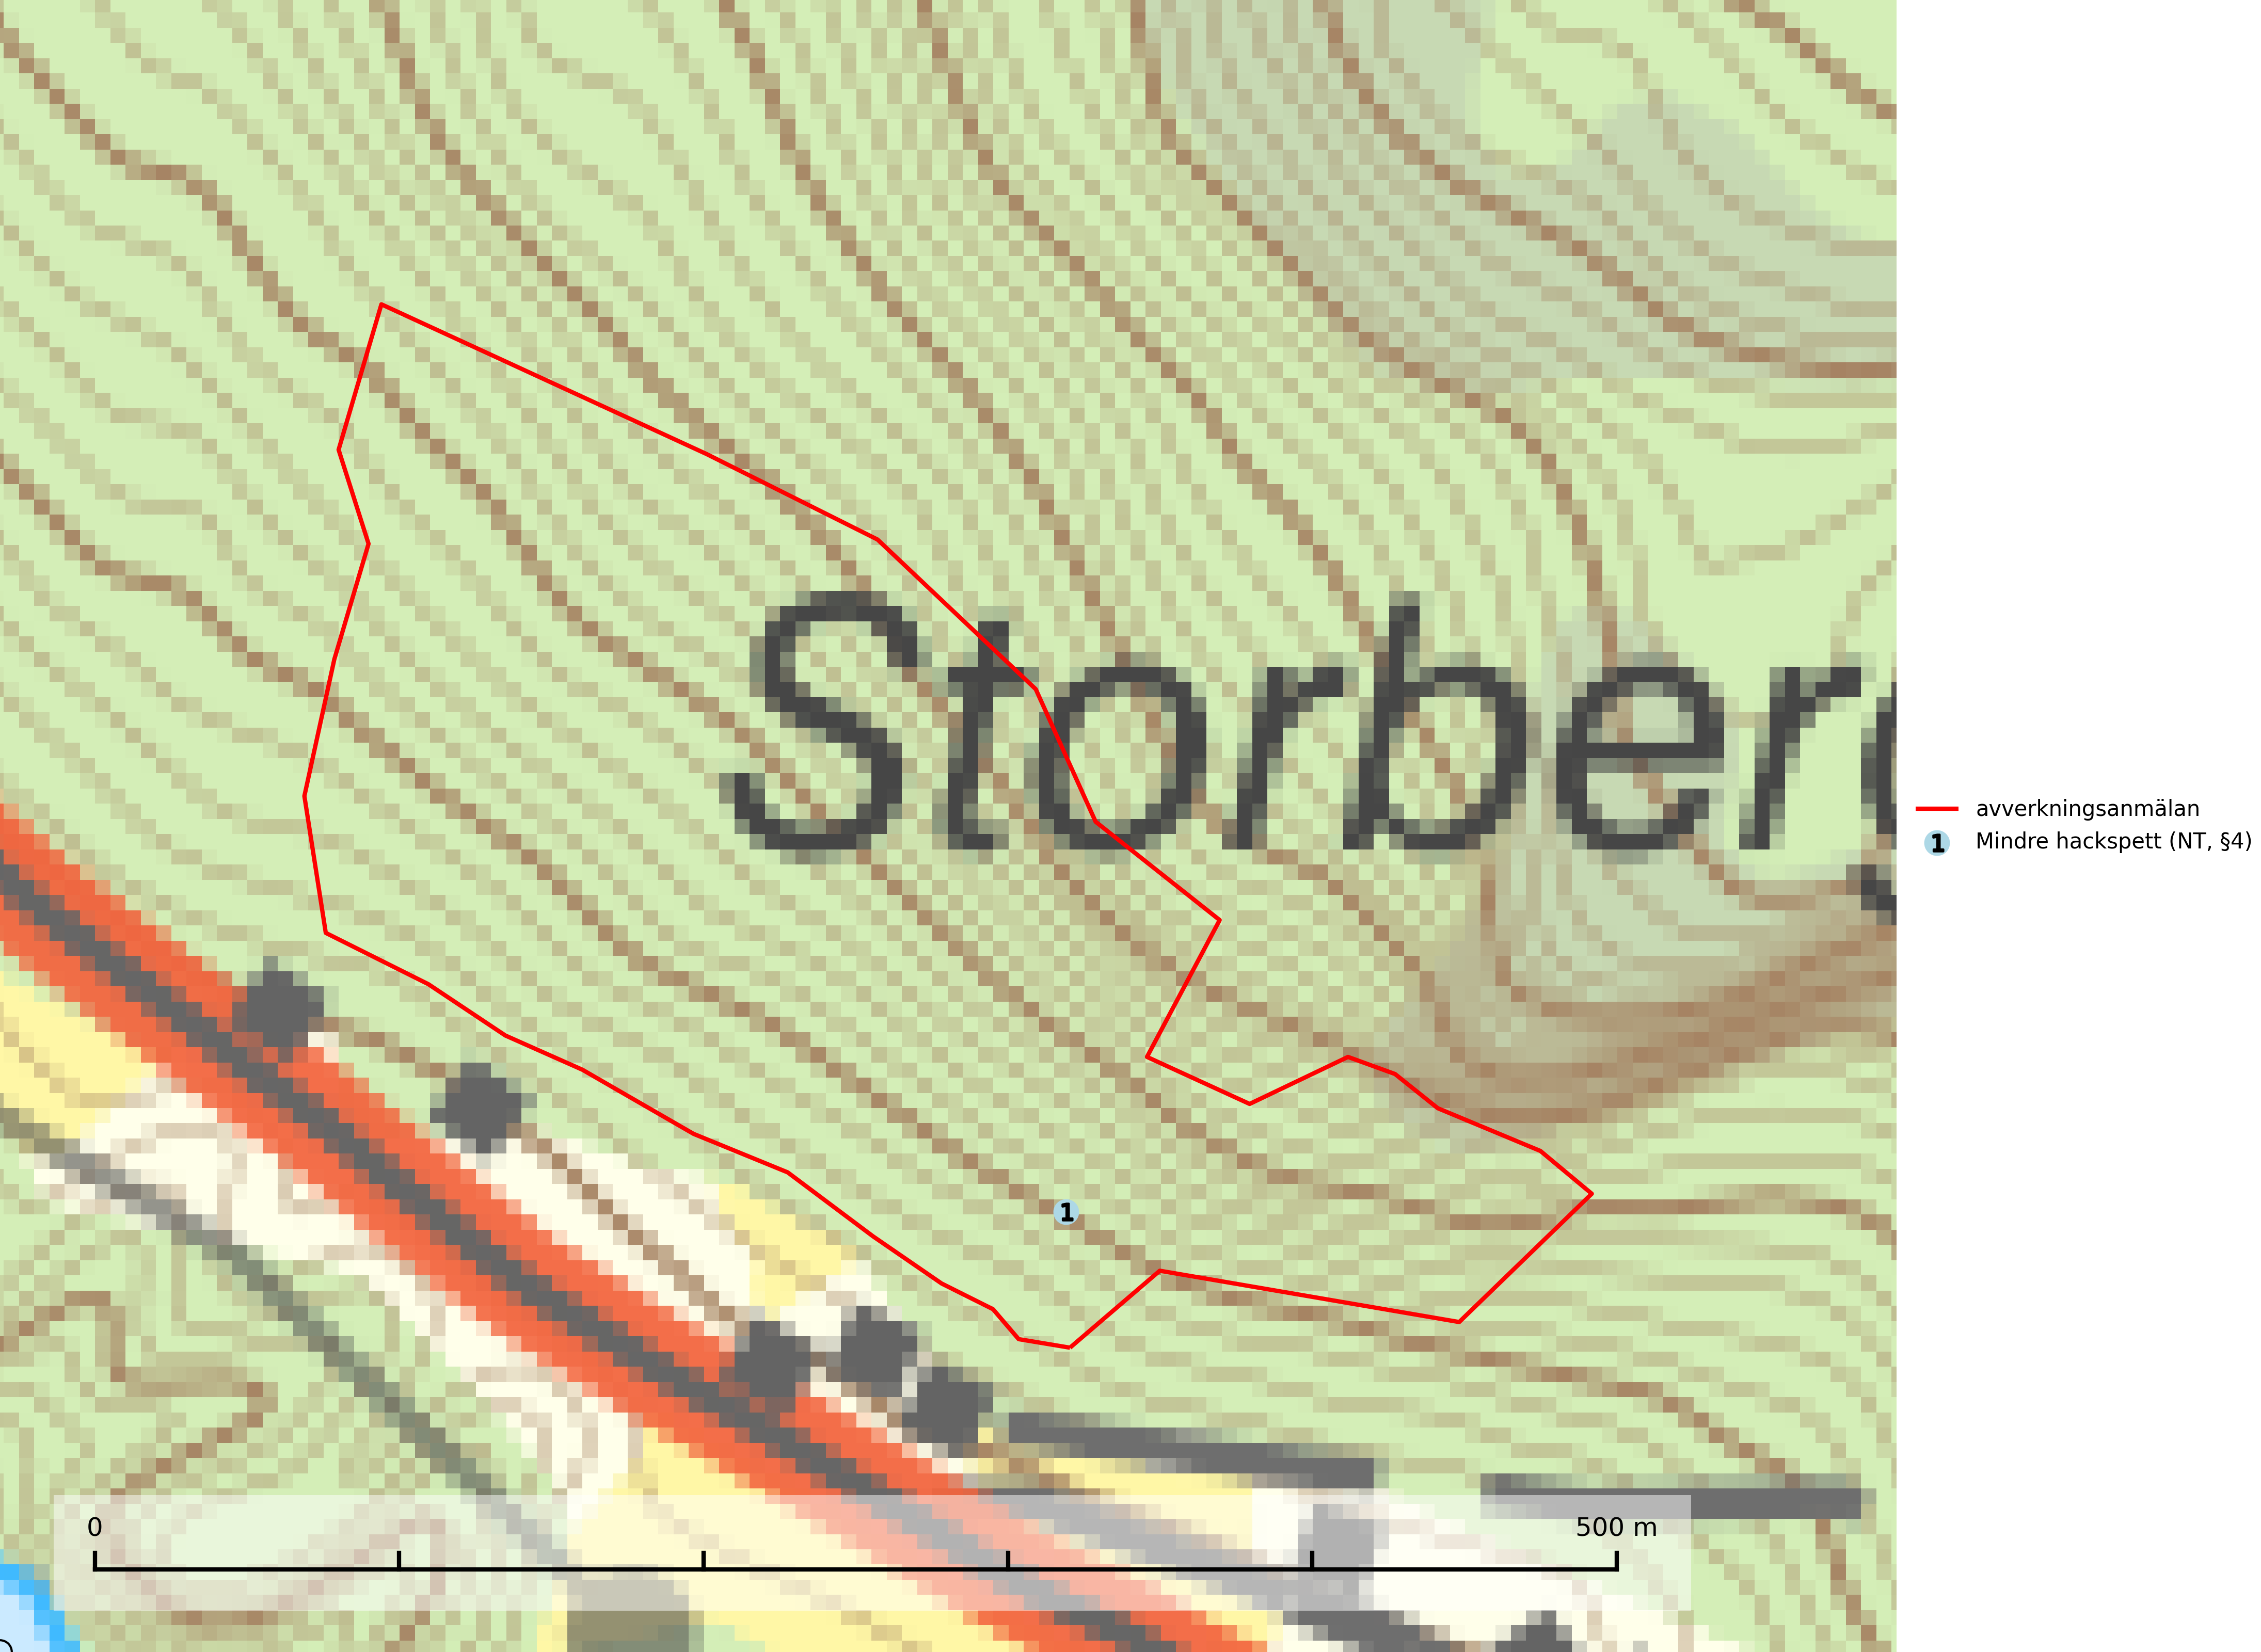 Storber
avverkningsanmälan
1 Mindre hackspett (NT, §4)
1
0 500 m